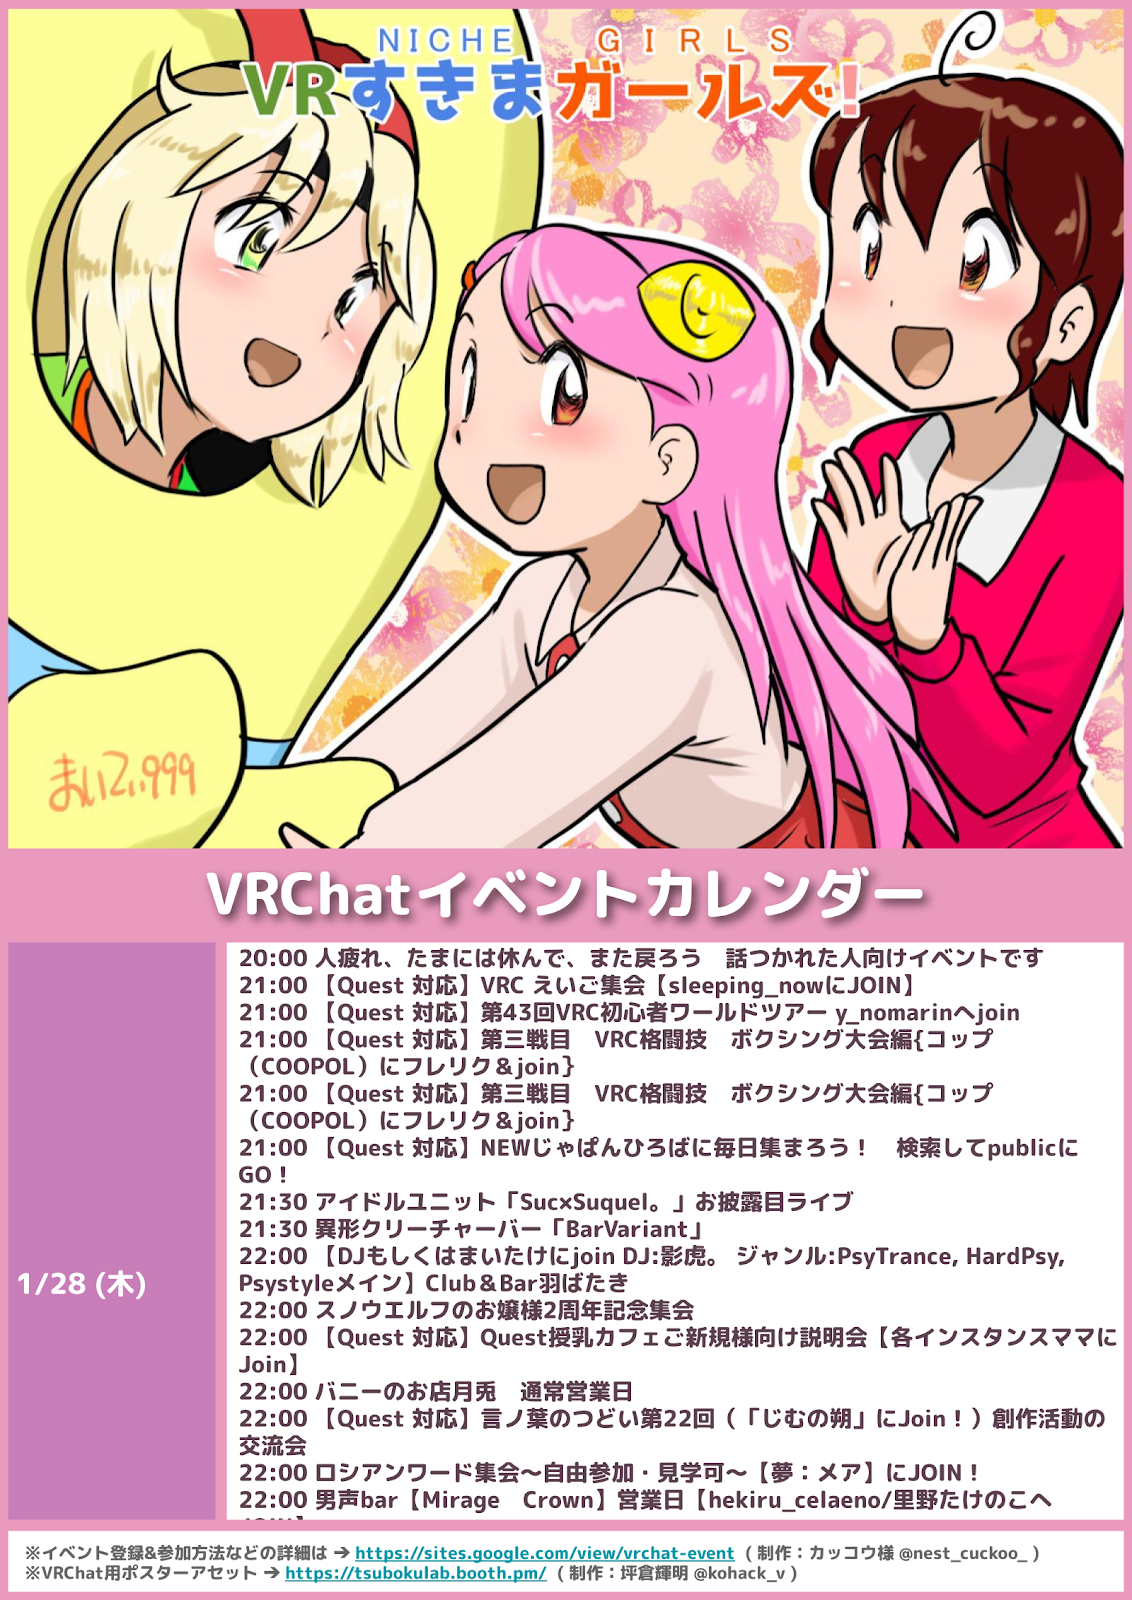 NICHE GIRLS
VRすきまガールズ!
まいてぃ999
VRChatイベントカレンダー
1/28 (木)
20:00 人疲れ、たまには休んで、また戻ろう　話つかれた人向けイベントです
21:00 【Quest 対応】VRC えいご集会【sleeping_nowにJOIN】
21:00 【Quest 対応】第43回VRC初心者ワールドツアー y_nomarinへjoin
21:00 【Quest 対応】第三戦目　VRC格闘技　ボクシング大会編{コップ
（COOPOL）にフレリク＆join}
21:00 【Quest 対応】第三戦目　VRC格闘技　ボクシング大会編{コップ
（COOPOL）にフレリク＆join}
21:00 【Quest 対応】NEWじゃぱんひろばに毎日集まろう！　検索してpublicに
GO！
21:30 アイドルユニット「Suc×Suquel。」お披露目ライブ
21:30 異形クリーチャーバー「BarVariant」
22:00 【DJもしくはまいたけにjoin DJ:影虎。 ジャンル:PsyTrance, HardPsy,
Psystyleメイン】Club＆Bar羽ばたき
22:00 スノウエルフのお嬢様2周年記念集会
22:00 【Quest 対応】Quest授乳カフェご新規様向け説明会【各インスタンスママに
Join】
22:00 バニーのお店月兎　通常営業日
22:00 【Quest 対応】言ノ葉のつどい第22回（「じむの朔」にJoin！）創作活動の
交流会
22:00 ロシアンワード集会～自由参加・見学可～【夢：メア】にJOIN！
22:00 男声bar【Mirage　Crown】営業日【hekiru_celaeno/里野たけのこへ
※イベント登録&参加方法などの詳細は ➔ https://sites.google.com/view/vrchat-event （ 制作：カッコウ様 @nest_cuckoo_ ）
※VRChat用ポスターアセット ➔ https://tsubokulab.booth.pm/ （ 制作：坪倉輝明 @kohack_v ）